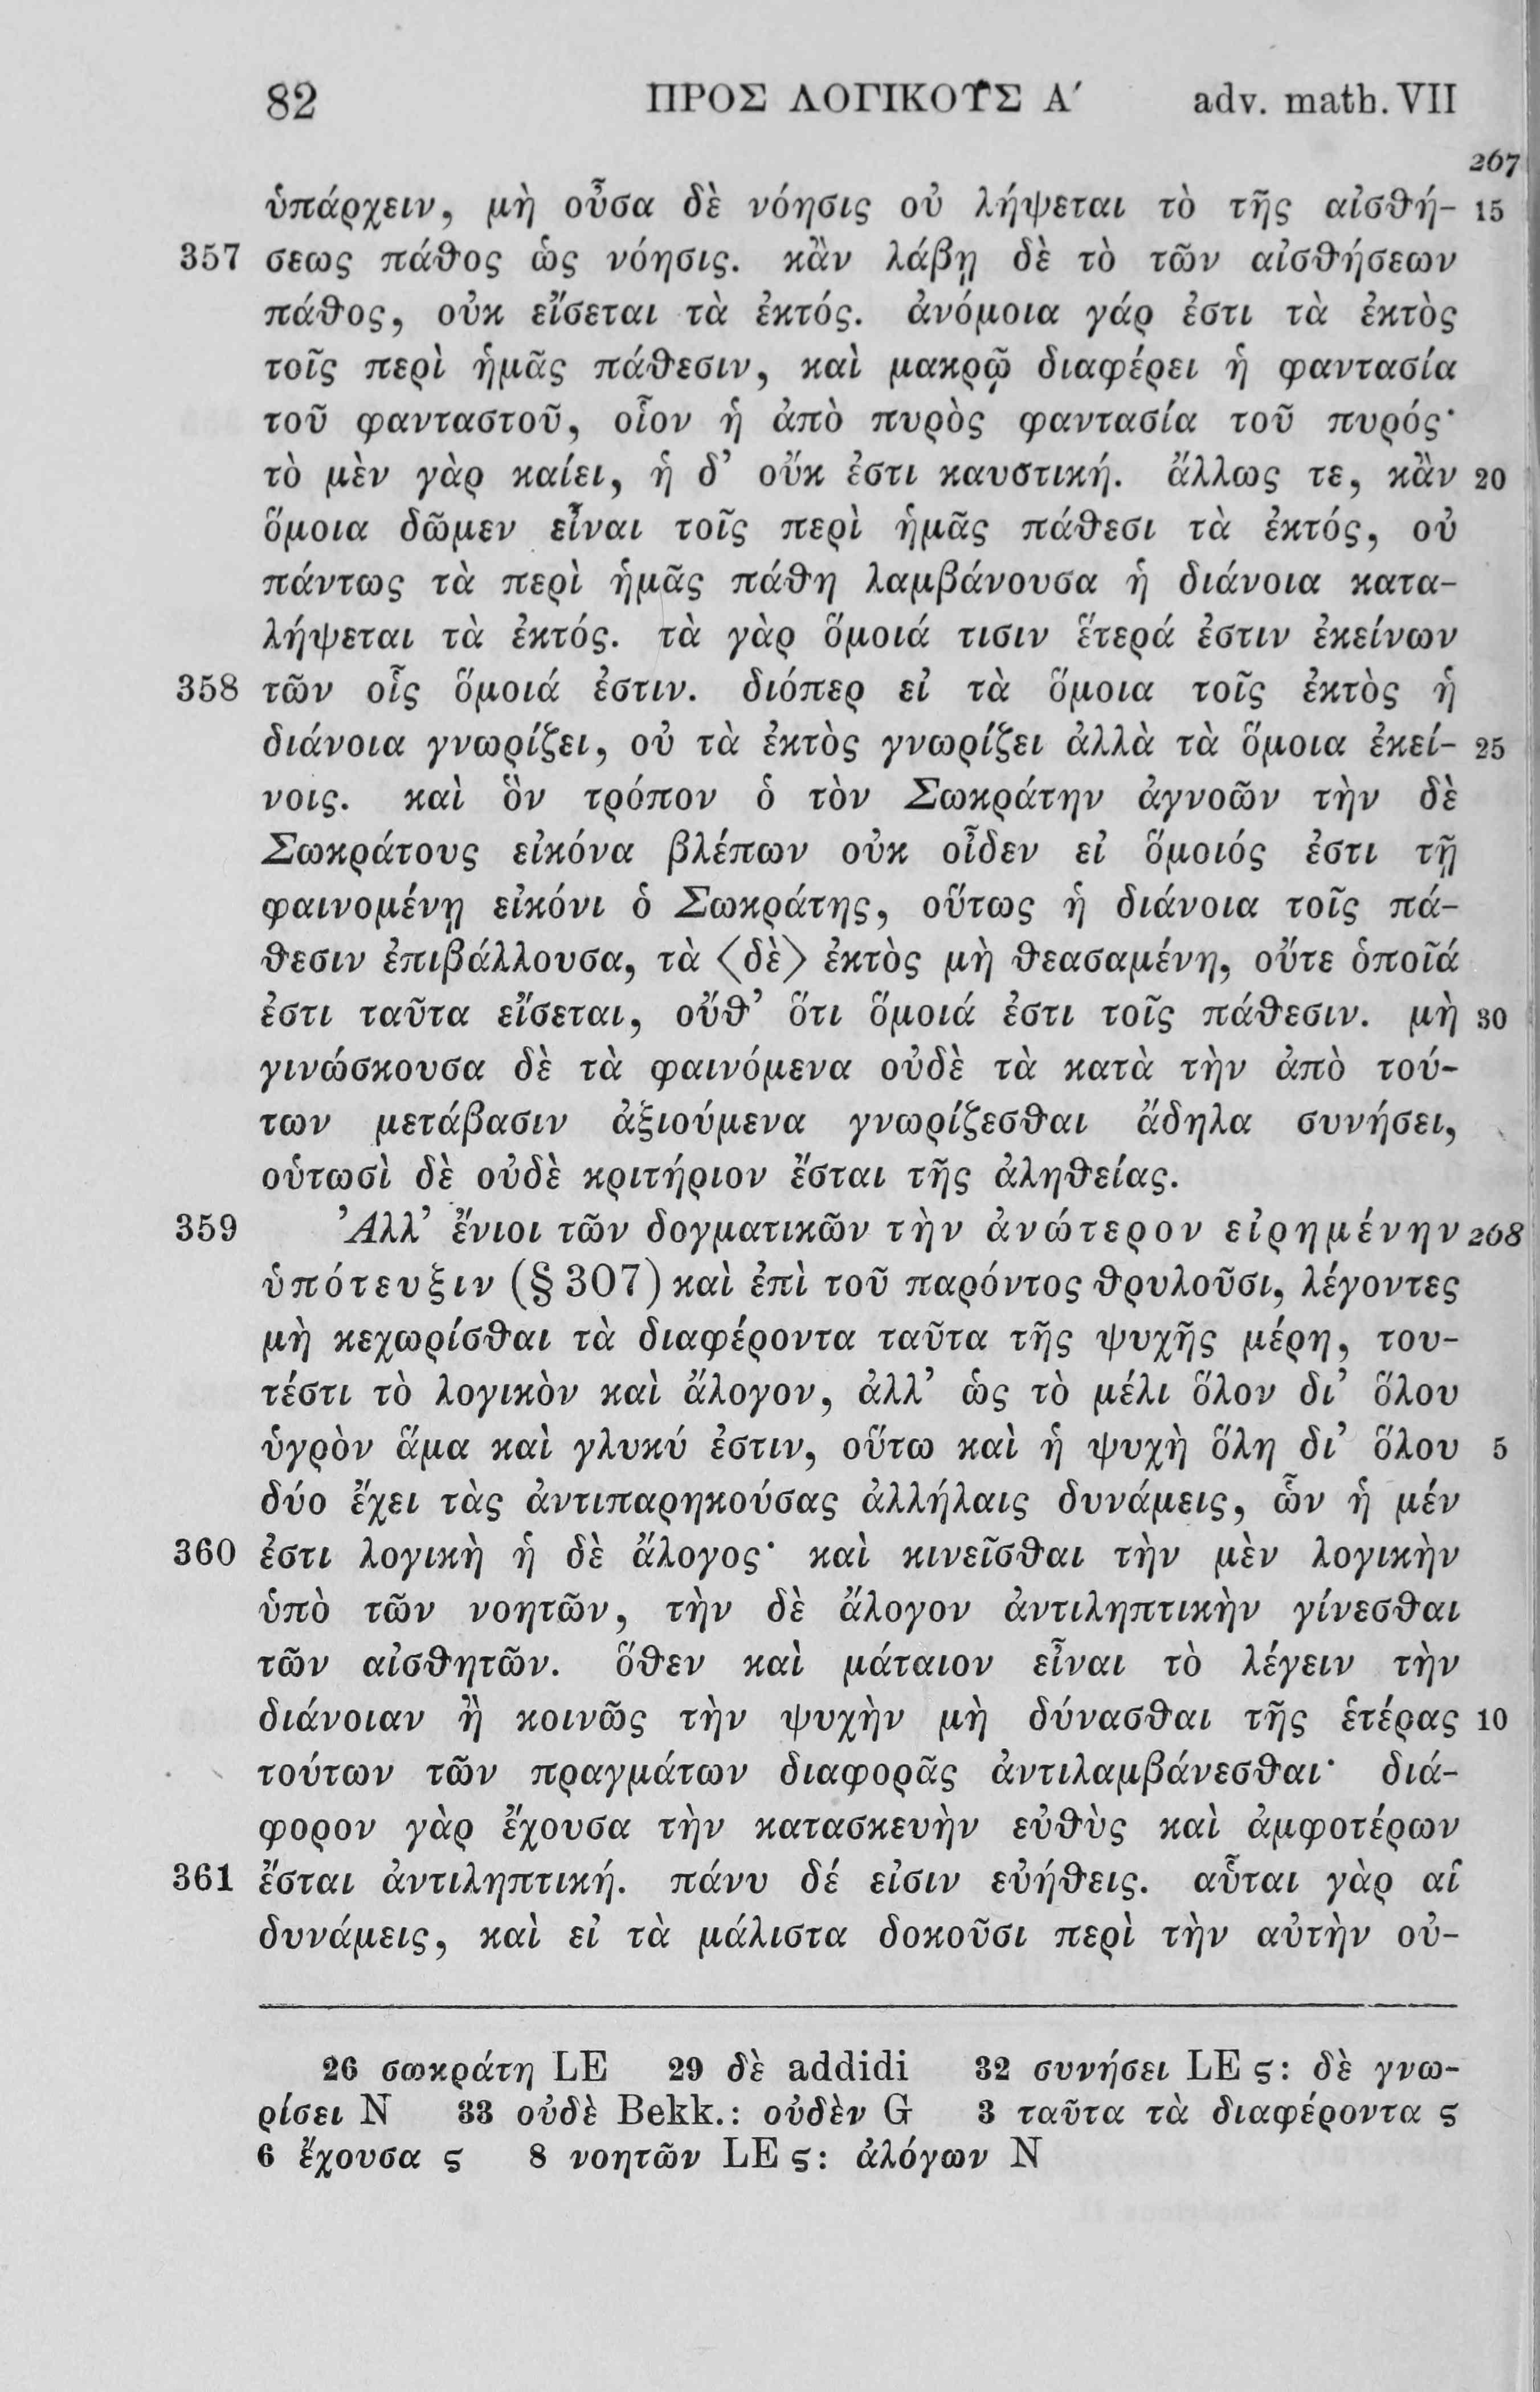 82 ΠΡΟΣ ΛΟΓΙΚΟΥΣ Α′ adv. math. VII
267
ὑπάρχειν, μὴ οὖσα δὲ νόησις οὐ λήψεται τὸ τῆς αἰσθή- 15
357 σεως πάθος ὡς νόησις. κἂν λάβῃ δὲ τὸ τῶν αἰσθήσεων
πάθος, οὐκ εἴσεται τὰ ἐκτός. ἀνόμοια γάρ ἐστι τὰ ἐκτὸς
τοῖς περὶ ἡμᾶς πάθεσιν, καὶ μακρῷ διαφέρει ἡ φαντασία
τοῦ φανταστοῦ, οἷον ἡ ἀπὸ πυρὸς φαντασία τοῦ πυρός·
τὸ μὲν γὰρ καίει, ἡ δ’ οὔκ ἐστι καυστική. ἄλλως τε, κἂν 20
ὅμοια δῶμεν εἶναι τοῖς περὶ ἡμᾶς πάθεσι τὰ ἐκτός, οὐ
πάντως τὰ περὶ ἡμᾶς πάθη λαμβάνουσα ἡ διάνοια κατα-
λήψεται τὰ ἐκτός. τὰ γὰρ ὅμοιά τισιν ἕτερά ἐστιν ἐκείνων
358 τῶν οἷς ὅμοιά ἐστιν. διόπερ εἰ τὰ ὅμοια τοῖς ἐκτὸς ἡ
διάνοια γνωρίζει, οὐ τὰ ἐκτὸς γνωρίζει ἀλλὰ τὰ ὅμοια ἐκεί- 25
νοις. καὶ ὃν τρόπον ὁ τὸν Σωκράτην ἀγνοῶν τὴν δὲ
Σωκράτους εἰκόνα βλέπων οὐκ οἶδεν εἰ ὅμοιός ἐστι τῇ
φαινομένῃ εἰκόνι ὁ Σωκράτης, οὕτως ἡ διάνοια τοῖς πά-
θεσιν ἐπιβάλλουσα, τὰ ⟨δὲ⟩ ἐκτὸς μὴ θεασαμένη, οὔτε ὁποῖά
ἐστι ταῦτα εἴσεται, οὔθ’ ὅτι ὅμοιά ἐστι τοῖς πάθεσιν. μὴ 30
γινώσκουσα δὲ τὰ φαινόμενα οὐδὲ τὰ κατὰ τὴν ἀπὸ τού-
των μετάβασιν ἀξιούμενα γνωρίζεσθαι ἄδηλα συνήσει,
οὑτωσὶ δὲ οὐδὲ κριτήριον ἔσται τῆς ἀληθείας.
359 Ἀλλ’ ἔνιοι τῶν δογματικῶν τὴν ἀνώτερον εἰρημένην 268
ὑπότευξιν (§ 307) καὶ ἐπὶ τοῦ παρόντος θρυλοῦσι, λέγοντες
μὴ κεχωρίσθαι τὰ διαφέροντα ταῦτα τῆς ψυχῆς μέρη, του-
τέστι τὸ λογικὸν καὶ ἄλογον, ἀλλ’ ὡς τὸ μέλι ὅλον δι’ ὅλου
ὑγρὸν ἅμα καὶ γλυκύ ἐστιν, οὕτω καὶ ἡ ψυχὴ ὅλη δι’ ὅλου 5
δύο ἔχει τὰς ἀντιπαρηκούσας ἀλλήλαις δυνάμεις, ὧν ἡ μέν
360 ἐστι λογικὴ ἡ δὲ ἄλογος· καὶ κινεῖσθαι τὴν μὲν λογικὴν
ὑπὸ τῶν νοητῶν, τὴν δὲ ἄλογον ἀντιληπτικὴν γίνεσθαι
τῶν αἰσθητῶν. ὅθεν καὶ μάταιον εἶναι τὸ λέγειν τὴν
διάνοιαν ἢ κοινῶς τὴν ψυχὴν μὴ δύνασθαι τῆς ἑτέρας 10
τούτων τῶν πραγμάτων διαφορᾶς ἀντιλαμβάνεσθαι· διά-
φορον γὰρ ἔχουσα τὴν κατασκευὴν εὐθὺς καὶ ἀμφοτέρων
361 ἔσται ἀντιληπτική. πάνυ δέ εἰσιν εὐήθεις. αὗται γὰρ αἱ
δυνάμεις, καὶ εἰ τὰ μάλιστα δοκοῦσι περὶ τὴν αὐτὴν οὐ-
26 σωκράτη LE 29 δὲ addidi 32 συνήσει LE ς: δὲ γνω-
ρίσει N 33 οὐδὲ Bekk.: οὐδὲν G 3 ταῦτα τὰ διαφέροντα ς
6 ἔχουσα ς 8 νοητῶν LE ς: ἀλόγων N